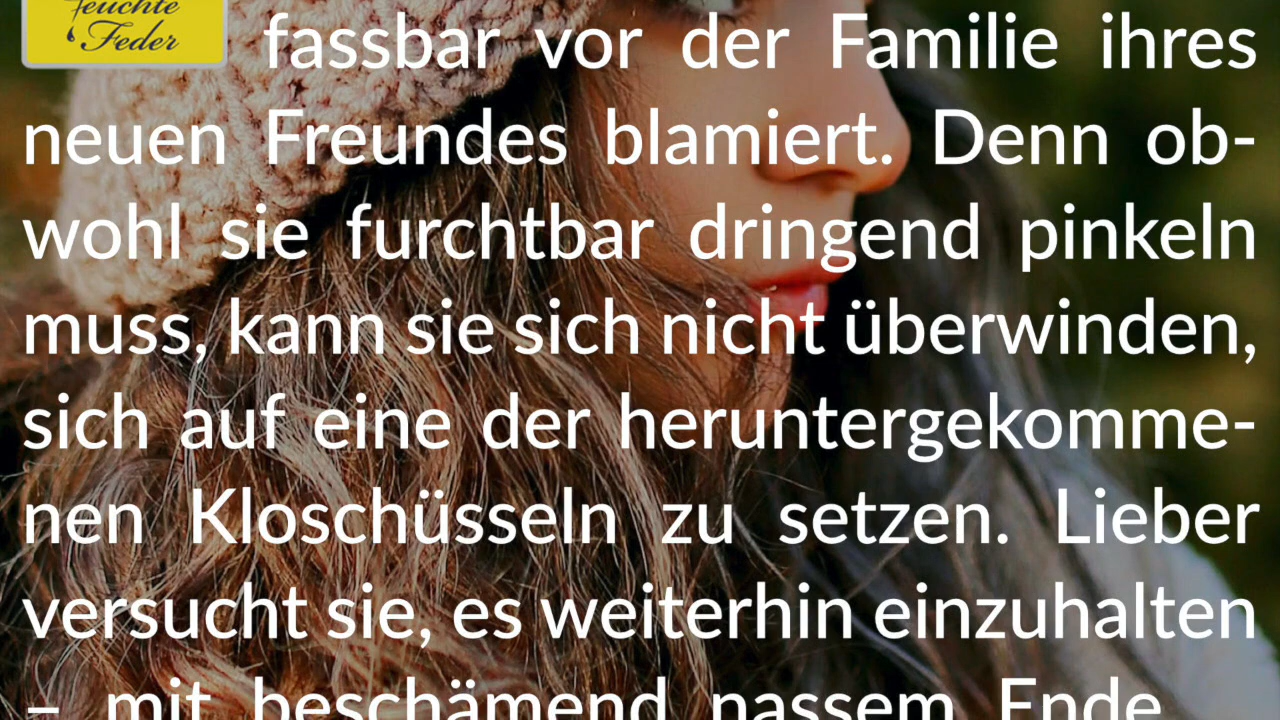 feuchte
Feder
fassbar vor der Familie ihres
neuen Freundes blamiert. Denn ob-
wohl sie furchtbar dringend pinkeln
muss, kann sie sich nicht überwinden,
sich auf eine der heruntergekomme-
nen Kloschüsseln zu setzen. Lieber
versucht sie, es weiterhin einzuhalten
– mit beschämend nassem Ende